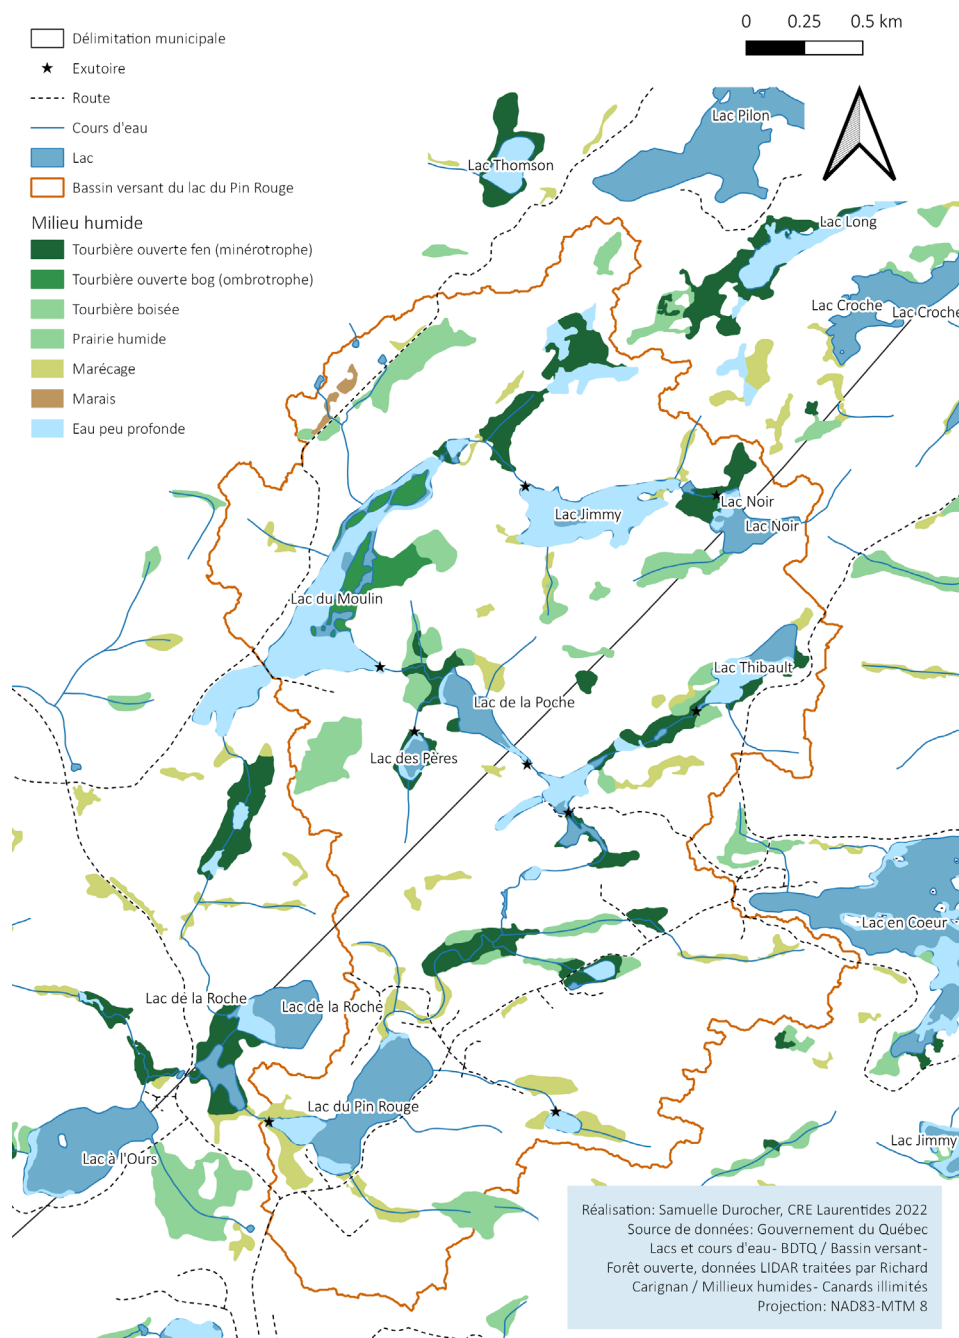 0 0.25 0.5 km
Délimitation municipale
Exutoire
Route
Cours d'eau
Lac
Bassin versant du lac du Pin Rouge
Milieu humide
Tourbière ouverte fen (minérotrophe)
Tourbière ouverte bog (ombrotrophe)
Tourbière boisée
Prairie humide
Marécage
Marais
Eau peu profonde
Lac Pilon
Lac Thomson
Lac Long
Lac Croche
Lac Croche
Lac Noir
Lac Jimmy
Lac Noir
Lac du Moulin
Lac Thibault
Lac de la Poche
Lac des Pères
Lac en Coeur
Lac de la Roche
Lac de la Roche
Lac du Pin Rouge
Lac Jimmy
Lac à l'Ours
Réalisation: Samuelle Durocher, CRE Laurentides 2022
Source de données: Gouvernement du Québec
Lacs et cours d'eau- BDTQ / Bassin versant-
Forêt ouverte, données LIDAR traitées par Richard
Carignan / Millieux humides- Canards illimités
Projection: NAD83-MTM 8